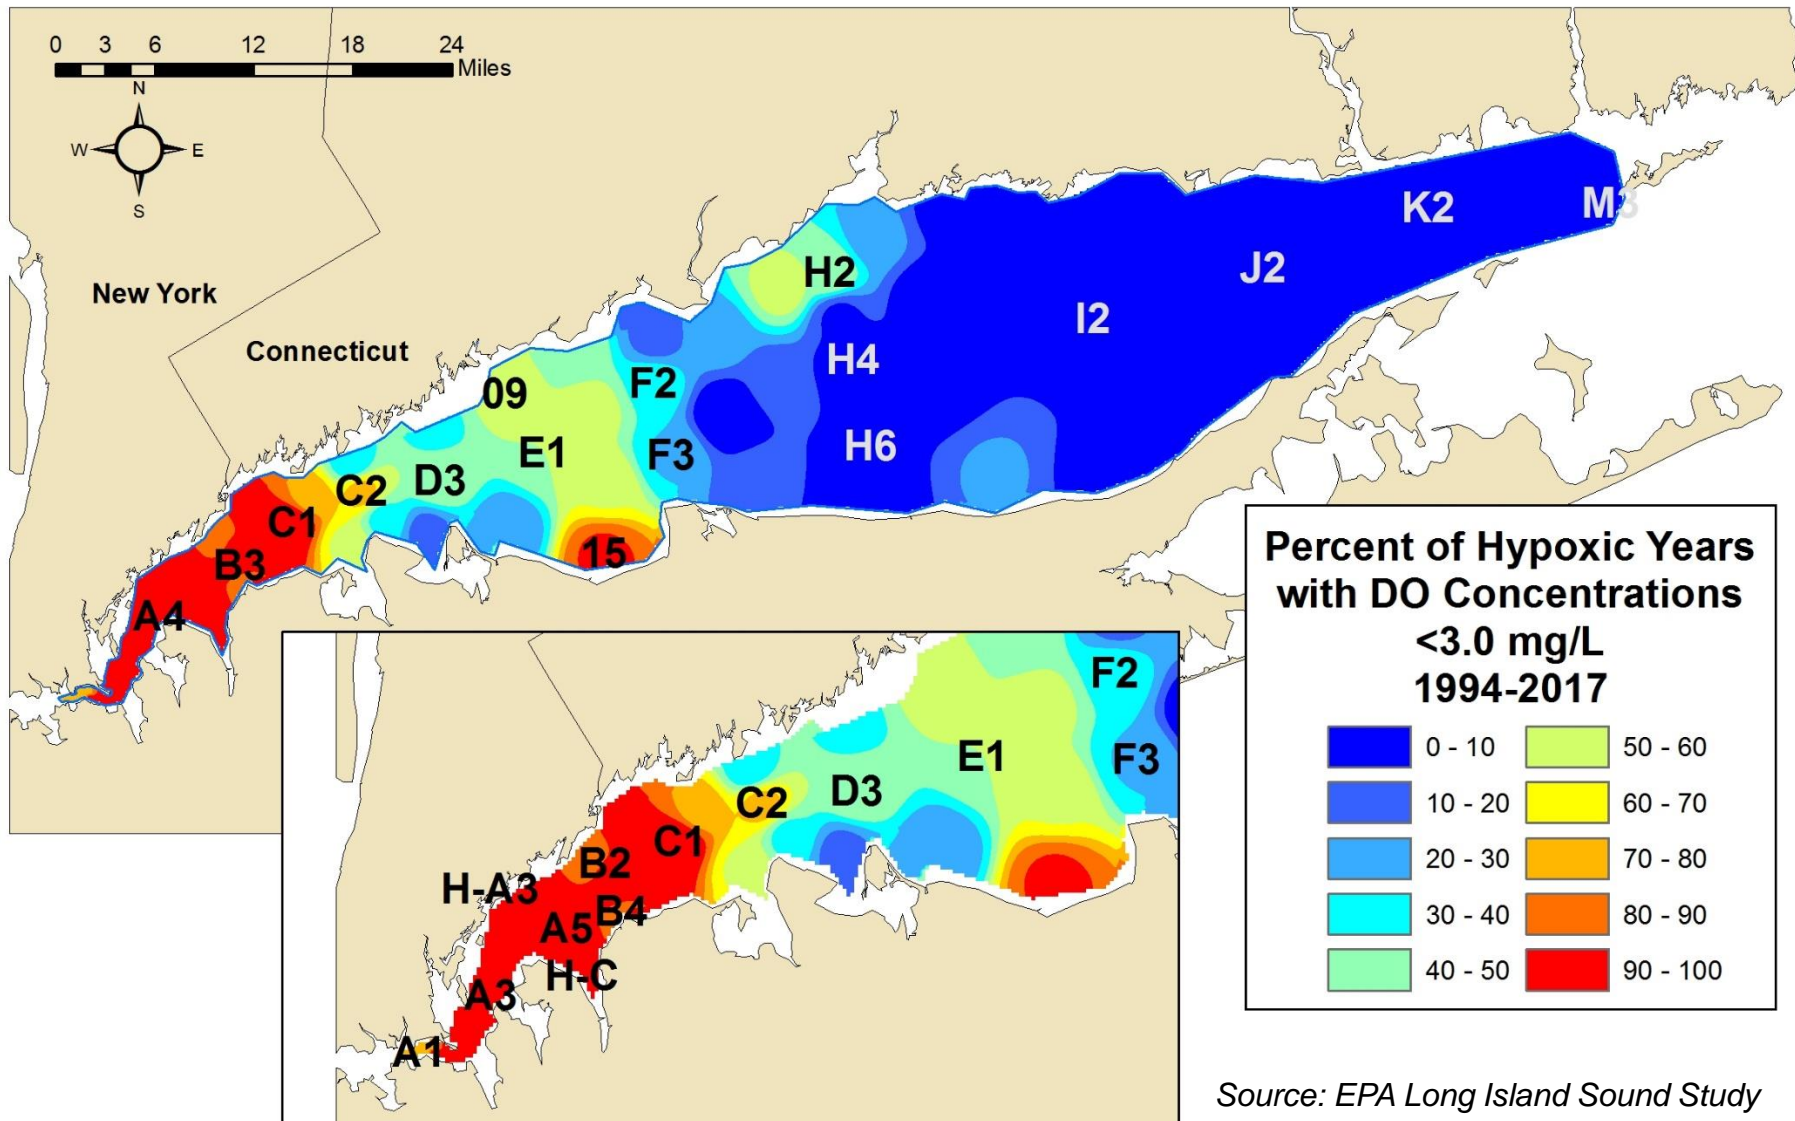 0 3 6 12 18 24
Miles
N
W E
S
New York
Connecticut
M3
K2
J2
H2
I2
H4
F2
09
H6
F3
E1
D3
C2
C1
15
B3
A4
Percent of Hypoxic Years
with DO Concentrations
<3.0 mg/L
1994-2017
0 - 10
10 - 20
20 - 30
30 - 40
40 - 50
50 - 60
60 - 70
70 - 80
80 - 90
90 - 100
F2
F3
E1
D3
C2
C1
B2
H-A3
B4
A5
H-C
A3
A1
Source: EPA Long Island Sound Study